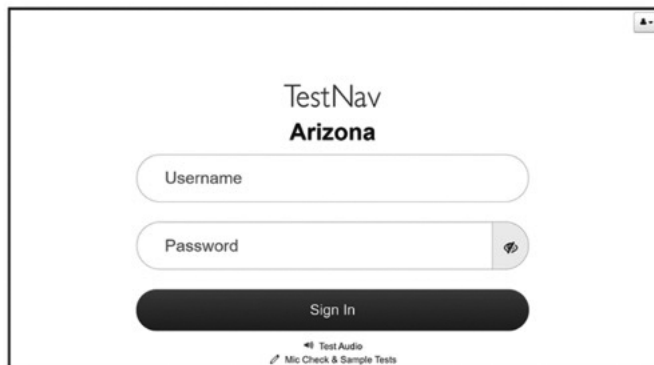 TestNav
Arizona
Username
Password
Sign In
Test Audio
Mic Check & Sample Tests